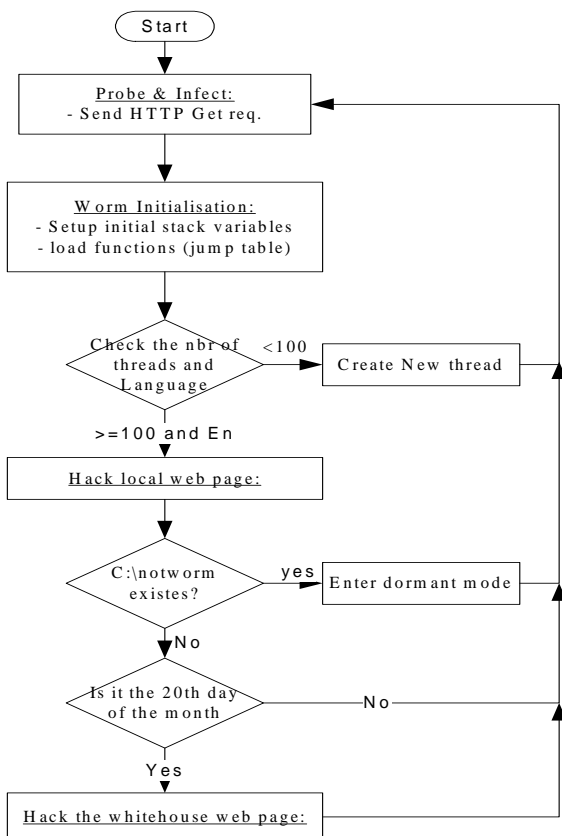 Start
Probe & Infect:
- Send HTTP Get req.
Worm Initialisation:
- Setup initial stack variables
- load functions (jump table)
Check the nbr of
threads and
Language
<100
Create New thread
>=100 and En
Hack local web page:
C:\notworm
existes?
yes
Enter dormant mode
No
Is it the 20th day
of the month
No
Yes
Hack the whitehouse web page: